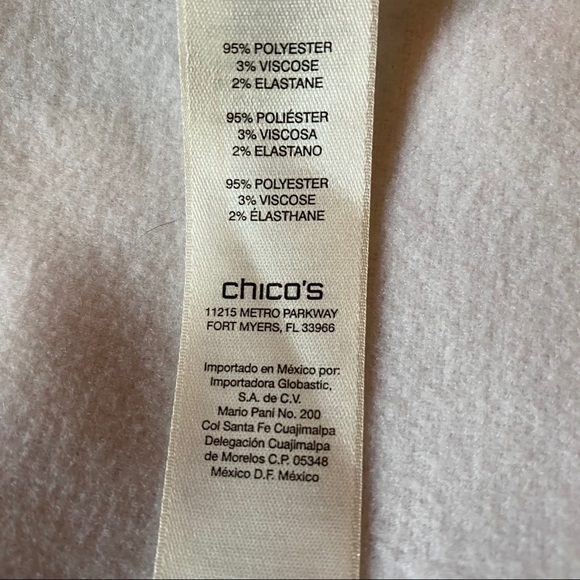 95% POLYESTER
3% VISCOSE
2% ELASTANE
95% POLIÉSTER
3% VISCOSA
2% ELASTANO
95% POLYESTER
3% VISCOSE
2% ÉLASTHANE
chico's
11215 METRO PARKWAY
FORT MYERS, FL 33966
Importado en México por:
Importadora Globastic,
S.A. de C.V.
Mario Pani No. 200
Col Santa Fe Cuajimalpa
Delegación Cuajimalpa
de Morelos C.P. 05348
México D.F. México